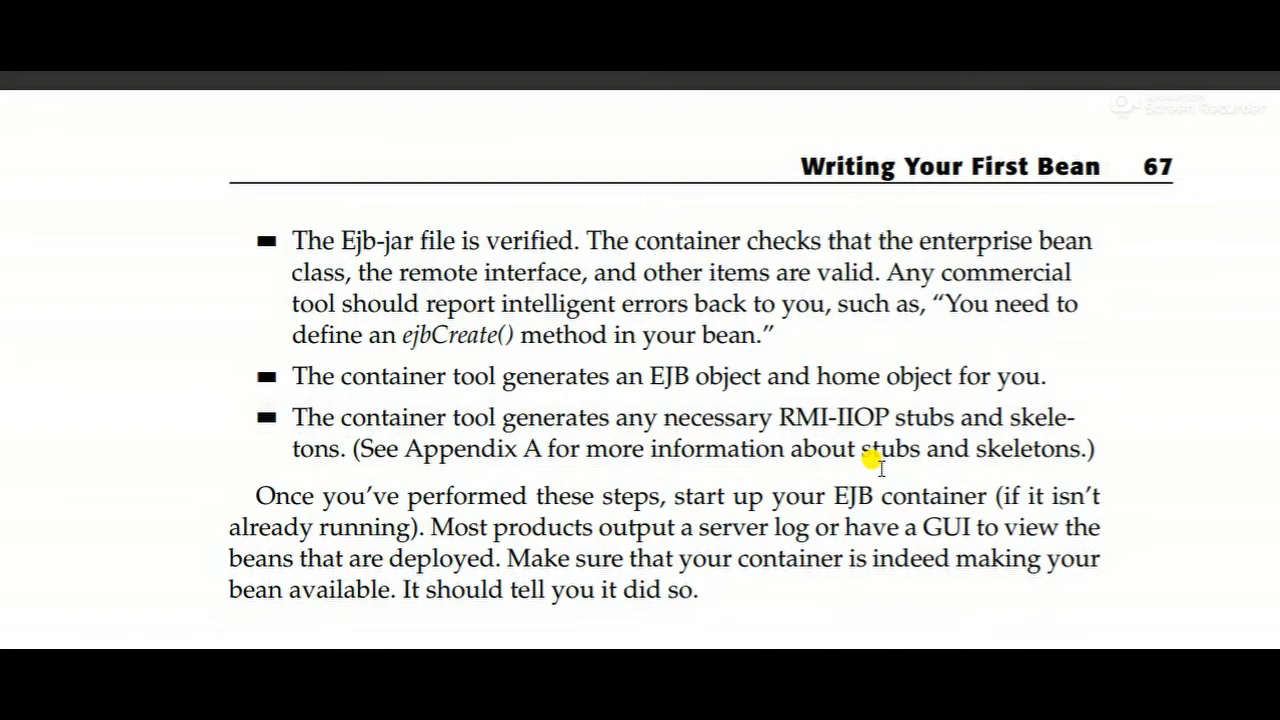 Screen Recorder
Writing Your First Bean 67
■ The Ejb-jar file is verified. The container checks that the enterprise bean
class, the remote interface, and other items are valid. Any commercial
tool should report intelligent errors back to you, such as, “You need to
define an ejbCreate() method in your bean.”
■ The container tool generates an EJB object and home object for you.
■ The container tool generates any necessary RMI-IIOP stubs and skele-
tons. (See Appendix A for more information about stubs and skeletons.)
Once you’ve performed these steps, start up your EJB container (if it isn’t
already running). Most products output a server log or have a GUI to view the
beans that are deployed. Make sure that your container is indeed making your
bean available. It should tell you it did so.